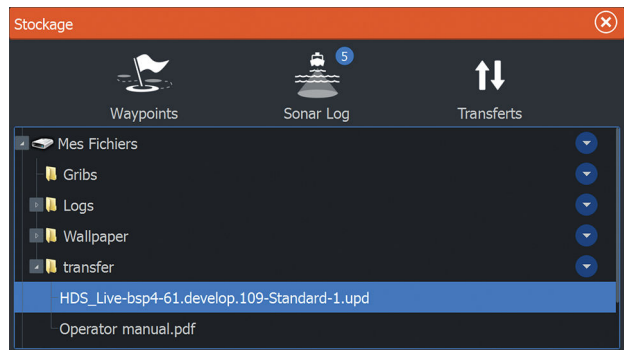 Stockage
5
Waypoints Sonar Log Transferts
Mes Fichiers
Gribs
Logs
Wallpaper
transfer
HDS_Live-bsp4-61.develop.109-Standard-1.upd
Operator manual.pdf